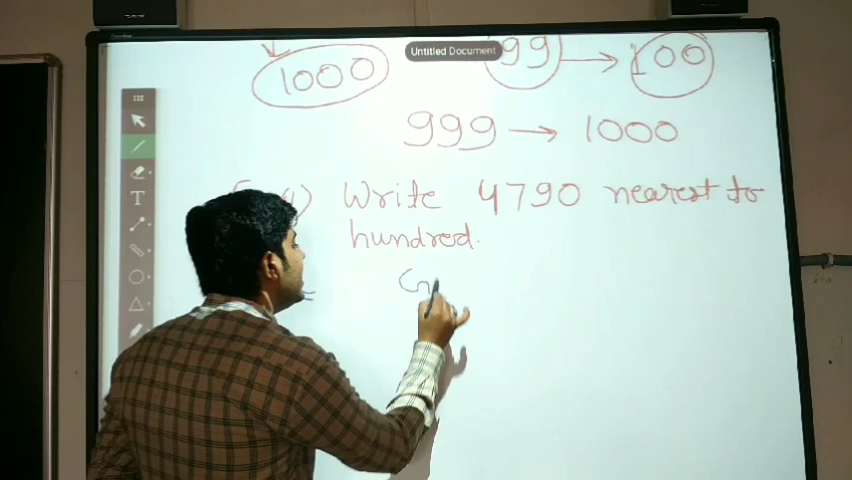 1000
99 → 100
Untitled Document
999 → 1000
Write 4790 nearest to
hundred.
T